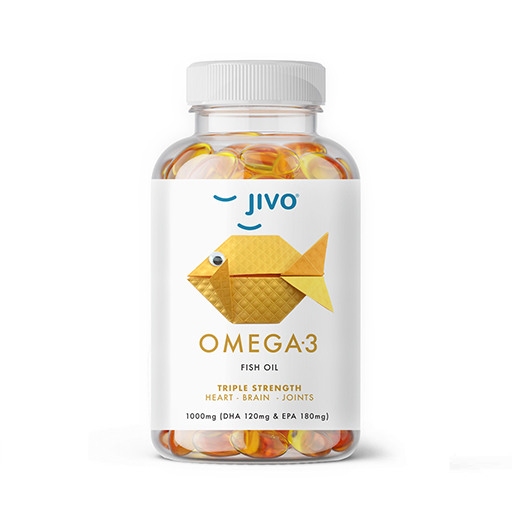 JIVO®
OMEGA•3
FISH OIL
TRIPLE STRENGTH
HEART - BRAIN - JOINTS
1000mg (DHA 120mg & EPA 180mg)